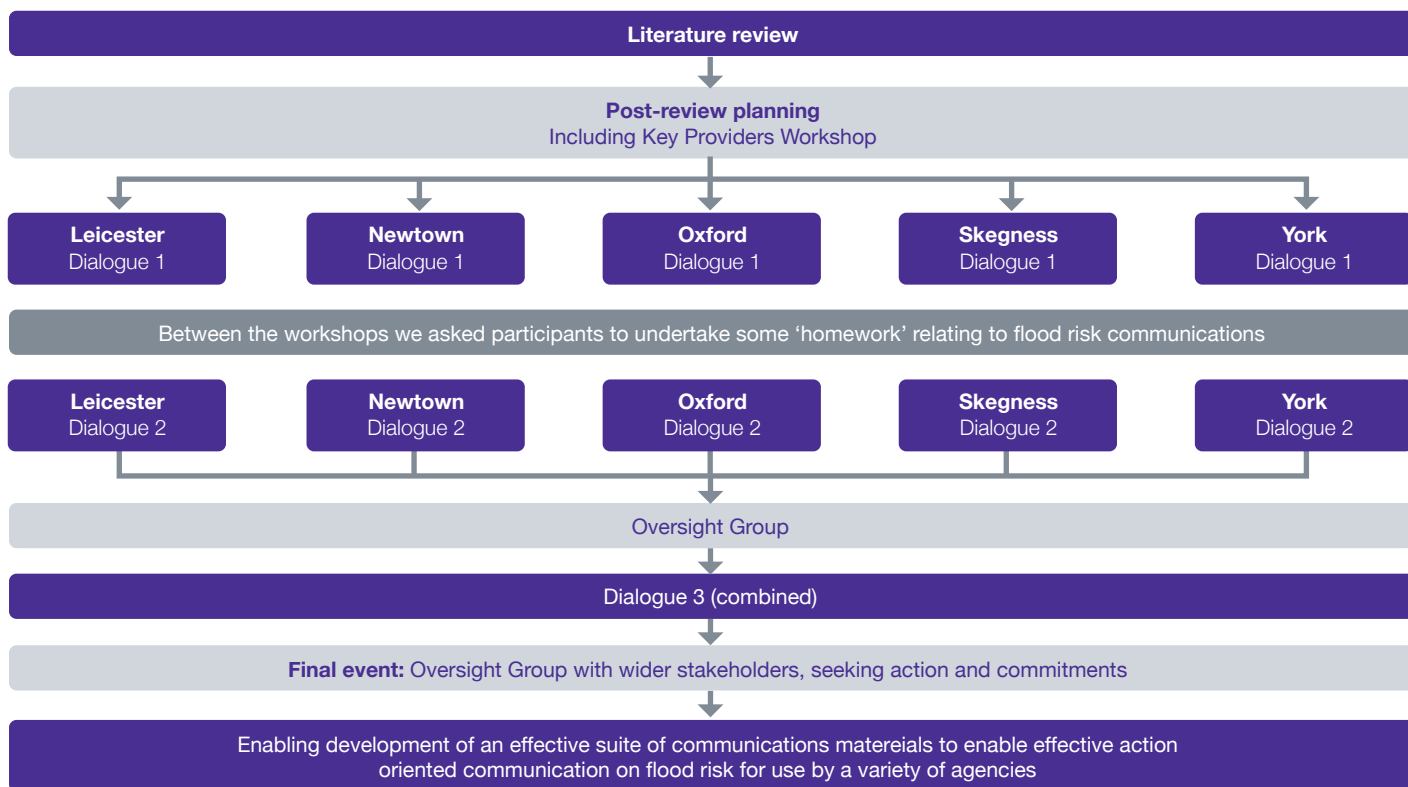 Literature review
Post-review planning
Including Key Providers Workshop
Leicester
Dialogue 1
Newtown
Dialogue 1
Oxford
Dialogue 1
Skegness
Dialogue 1
York
Dialogue 1
Between the workshops we asked participants to undertake some ‘homework’ relating to flood risk communications
Leicester
Dialogue 2
Newtown
Dialogue 2
Oxford
Dialogue 2
Skegness
Dialogue 2
York
Dialogue 2
Oversight Group
Dialogue 3 (combined)
Final event: Oversight Group with wider stakeholders, seeking action and commitments
Enabling development of an effective suite of communications matereials to enable effective action
oriented communication on flood risk for use by a variety of agencies